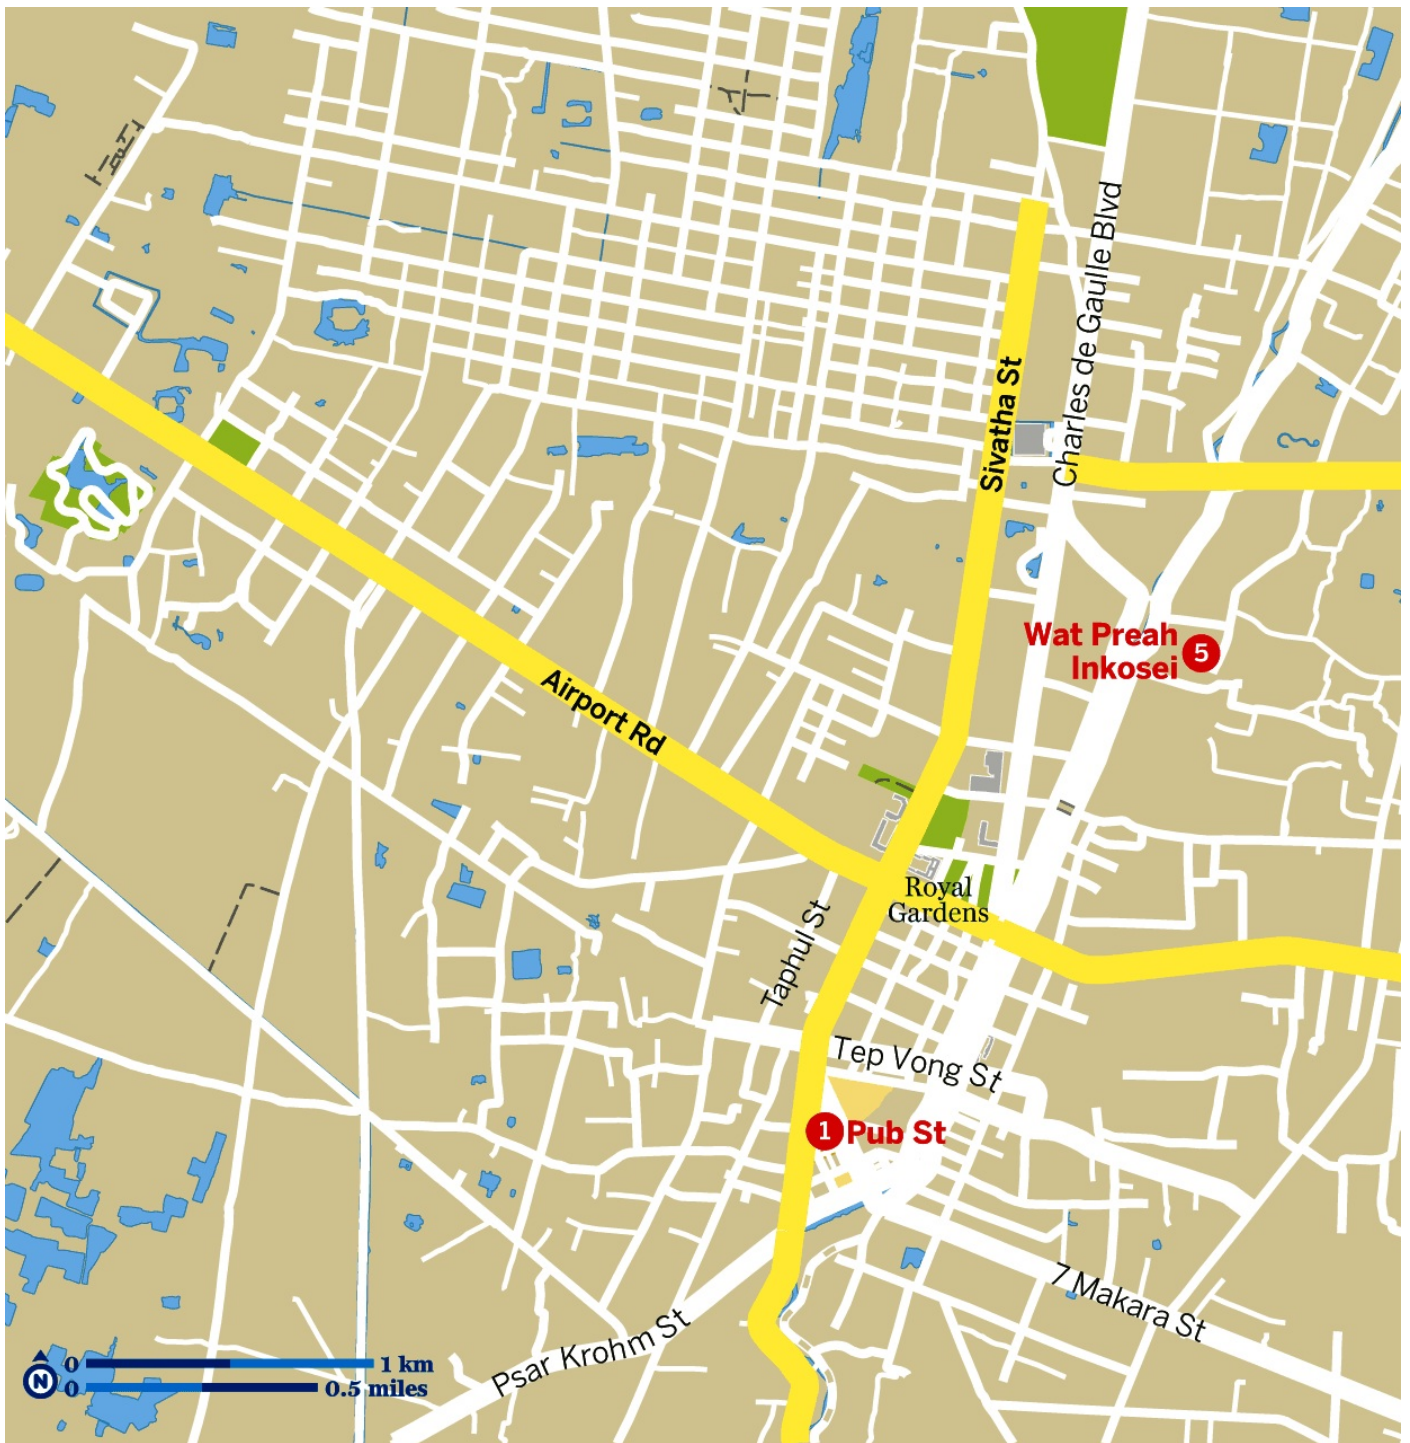 Charles de Gaulle Blvd
Sivatha St
Wat Preah
Inkosei
5
Airport Rd
Royal
Gardens
Taphul St
Tep Vong St
1
Pub St
7 Makara St
Psar Krohm St
0
1 km
N
0
0.5 miles